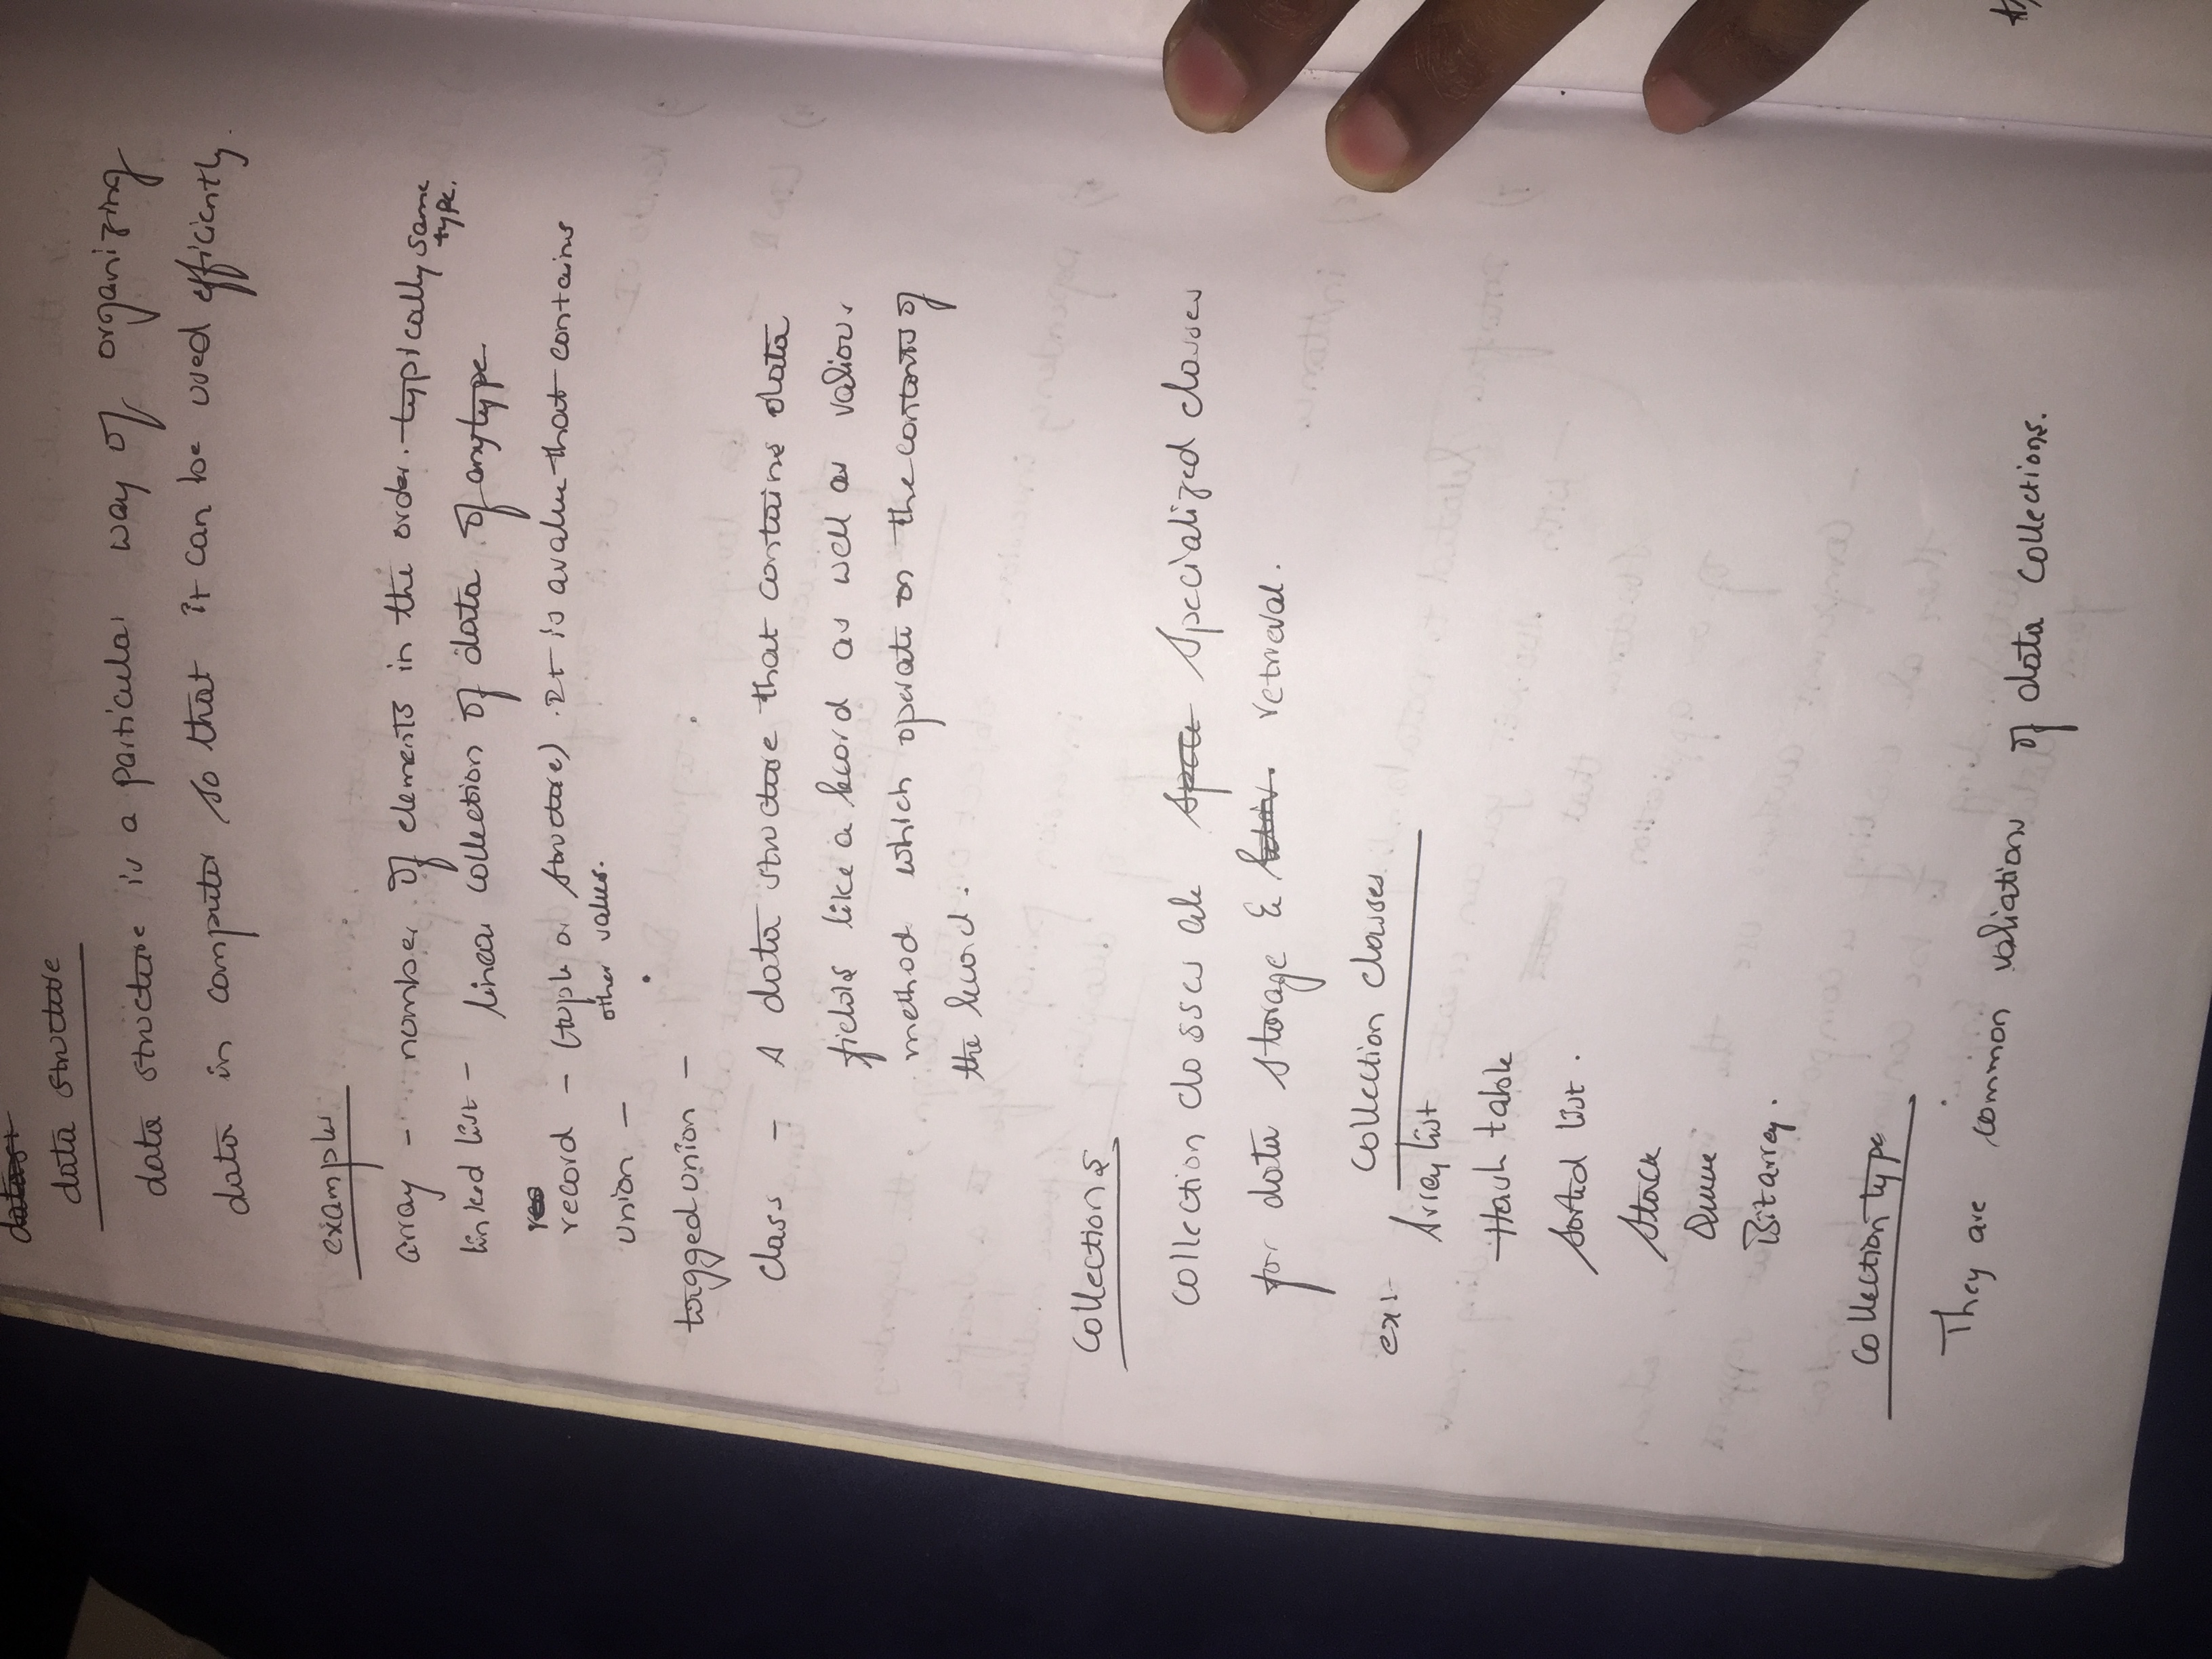 data structure
data structure is a particular way of organizing
data in computer so that it can be used efficiently.
examples
array - number of elements in the order. typically same
type.
linked list - linear collection of data of anytype
record - (tuple or structure). It is a value that contains
other values.
union -
tagged union -
class - A data structure that contains data
fields like a record as well as various
method which operate on the contents of
the record.
Collections
Collection classes are specialized classes
for data storage & retrieval.
ex:- Collection classes
Array list
Hash table
Sorted list.
Stack
Queue
Bitarray.
Collection type
They are common variations of data collections.